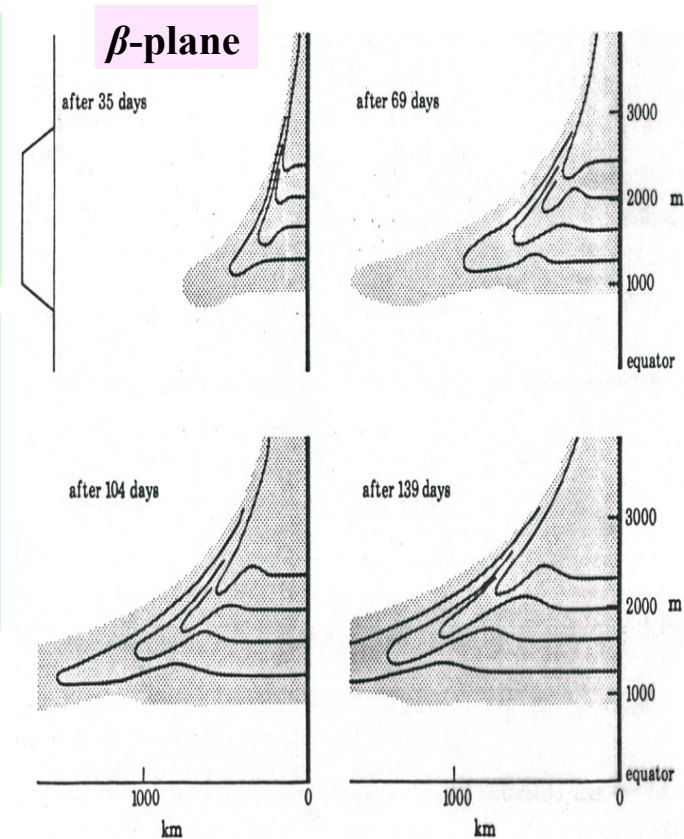 β-plane
after 35 days
after 69 days
3000
2000 m
1000
equator
after 104 days
after 139 days
3000
2000 m
1000
equator
1000
0
1000
0
km
km